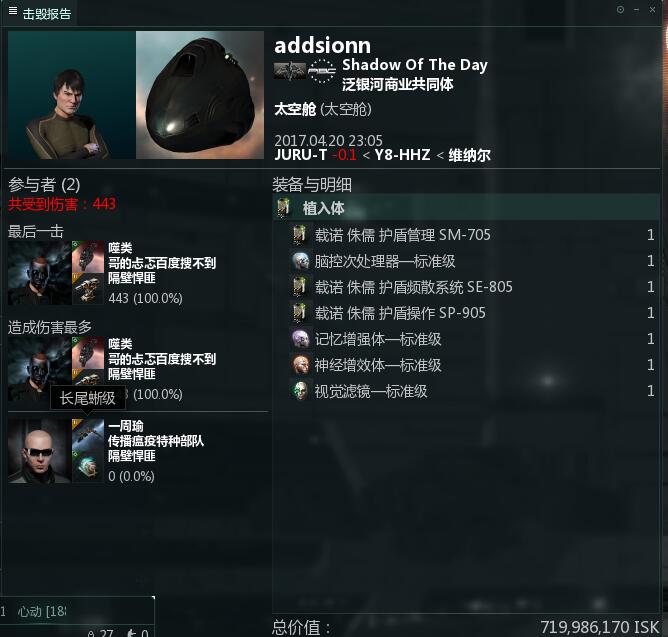 击毁报告
addsionn
Shadow Of The Day
泛银河商业共同体
太空舱 (太空舱)
2017.04.20 23:05
JURU-T -0.1 < Y8-HHZ < 维纳尔
参与者 (2)
共受到伤害：443
最后一击
噬类
哥的忐忑百度搜不到
隔壁悍匪
443 (100.0%)
造成伤害最多
噬类
哥的忐忑百度搜不到
隔壁悍匪
3 (100.0%)
长尾蜥级
一周瑜
传播瘟疫特种部队
隔壁悍匪
0 (0.0%)
装备与明细
植入体
载诺 侏儒 护盾管理 SM-705 1
脑控次处理器—标准级 1
载诺 侏儒 护盾频散系统 SE-805 1
载诺 侏儒 护盾操作 SP-905 1
记忆增强体—标准级 1
神经增效体—标准级 1
视觉滤镜—标准级 1
总价值： 719,986,170 ISK
1 心动 [18
27 0